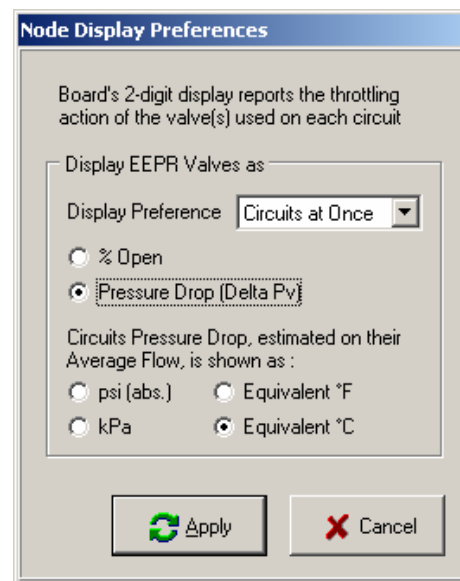 Node Display Preferences
Board's 2-digit display reports the throttling
action of the valve(s) used on each circuit
Display EEPR Valves as
Display Preference Circuits at Once
% Open
Pressure Drop (Delta Pv)
Circuits Pressure Drop, estimated on their
Average Flow, is shown as :
psi (abs.) Equivalent °F
kPa Equivalent °C
Apply Cancel